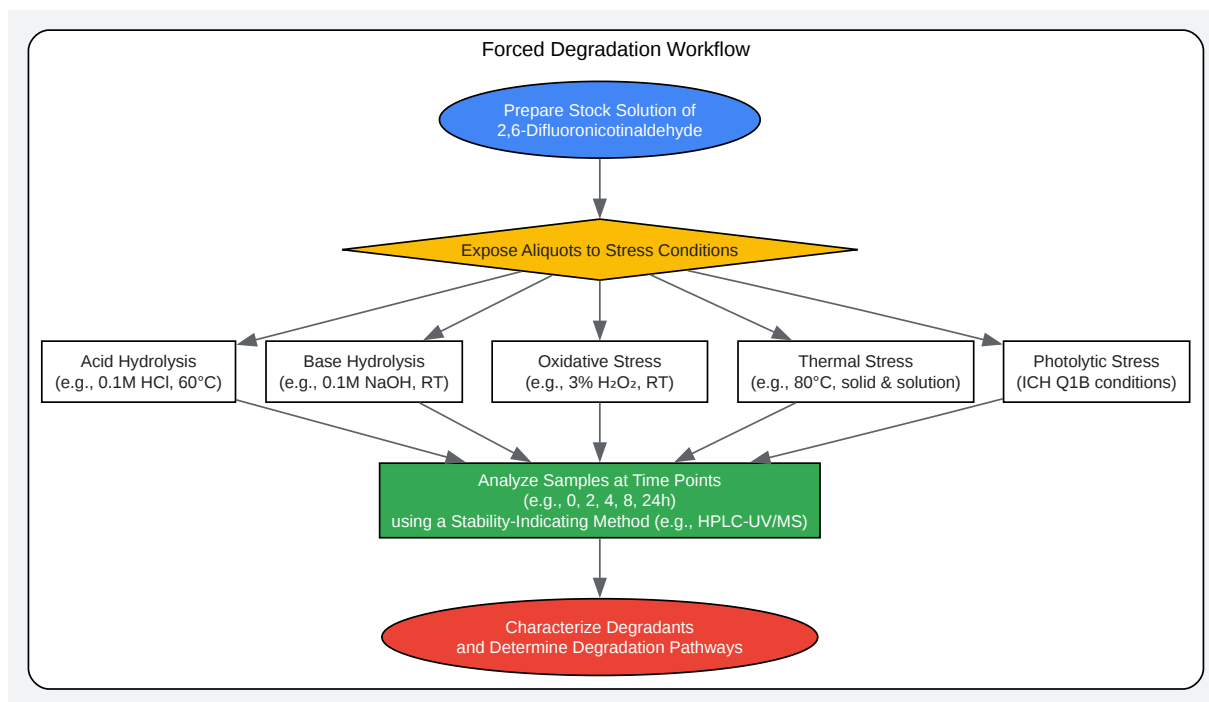 Forced Degradation Workflow
Prepare Stock Solution of
2,6-Difluoronicotinaldehyde
Expose Aliquots to Stress Conditions
Acid Hydrolysis
(e.g., 0.1M HCl, 60°C)
Base Hydrolysis
(e.g., 0.1M NaOH, RT)
Oxidative Stress
(e.g., 3% H₂O₂, RT)
Thermal Stress
(e.g., 80°C, solid & solution)
Photolytic Stress
(ICH Q1B conditions)
Analyze Samples at Time Points
(e.g., 0, 2, 4, 8, 24h)
using a Stability-Indicating Method (e.g., HPLC-UV/MS)
Characterize Degradants
and Determine Degradation Pathways